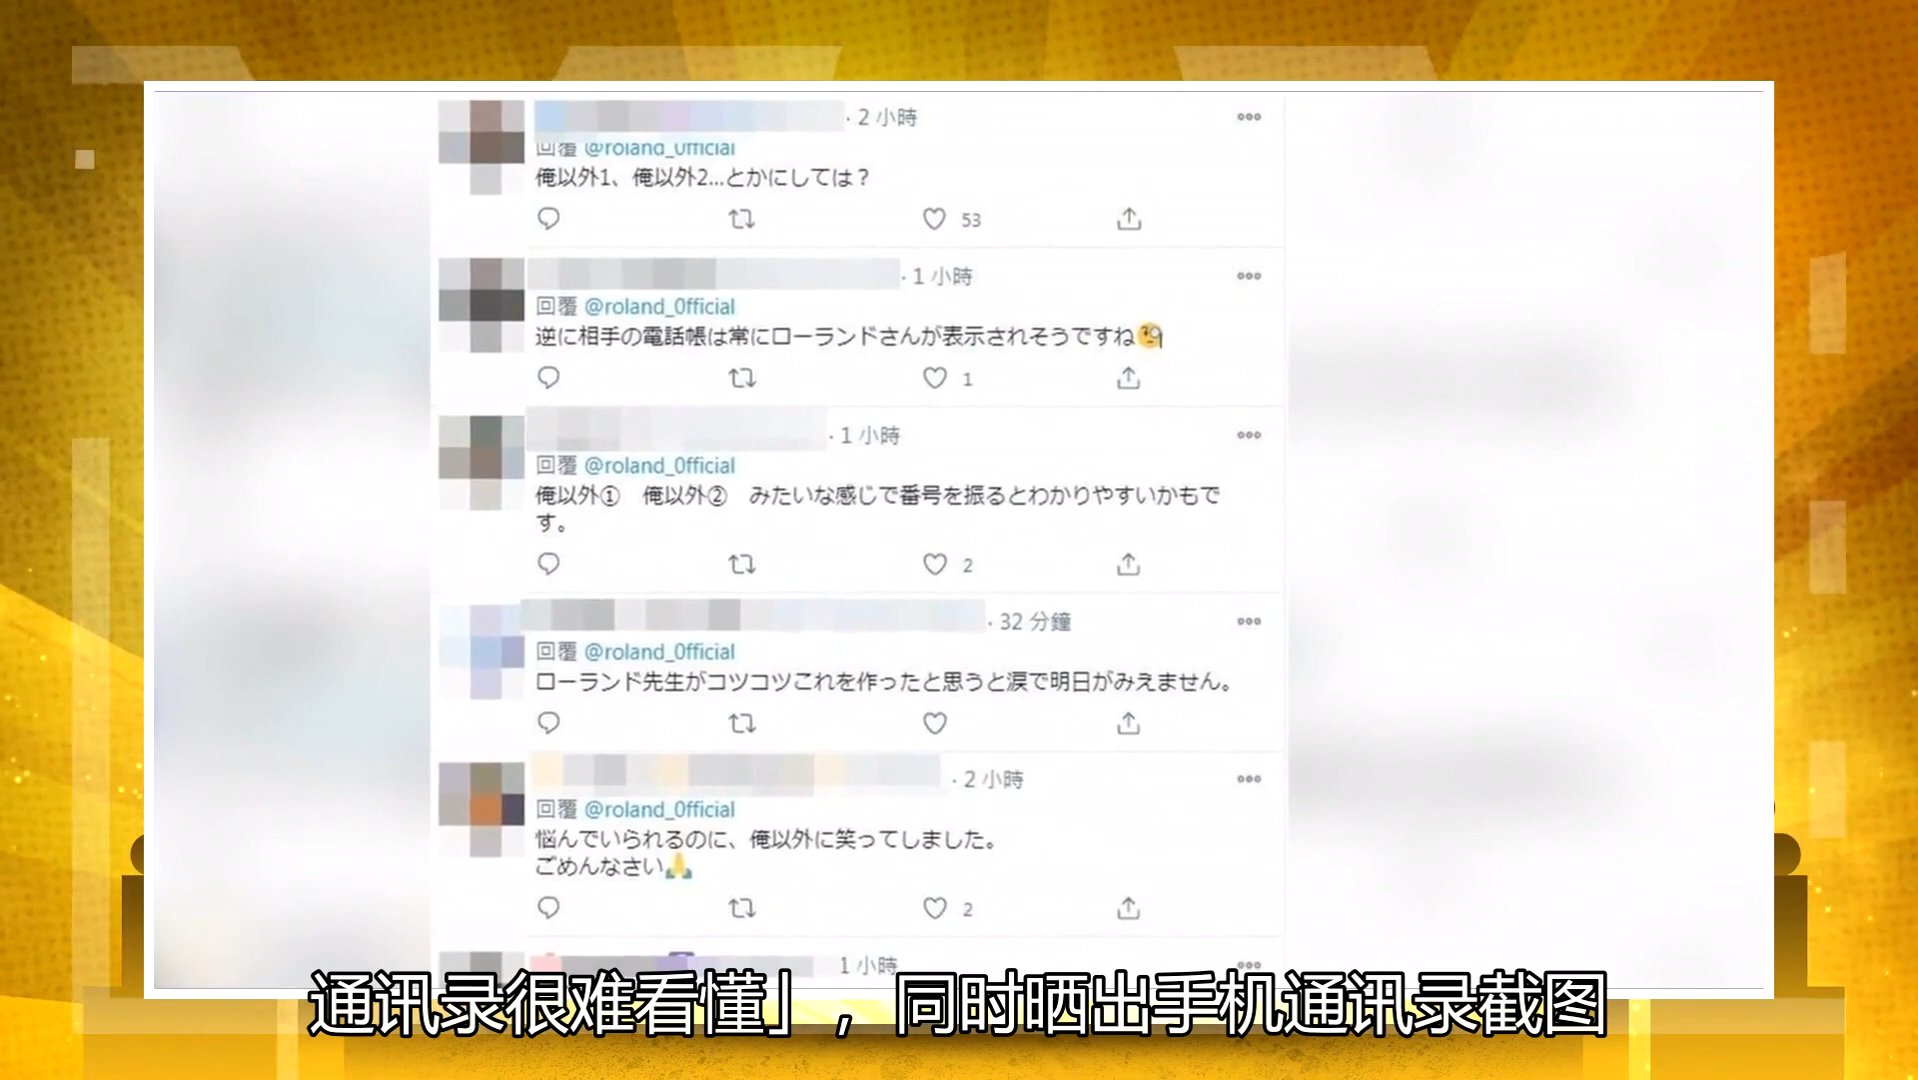 · 2 小時
回覆 @roland_0fficial
俺以外1、俺以外2...とかにしては？
53
· 1 小時
回覆 @roland_0fficial
逆に相手の電話帳は常にローランドさんが表示されそうですね🧐
1
· 1 小時
回覆 @roland_0fficial
俺以外① 俺以外② みたいな感じで番号を振るとわかりやすいかもで
す。
2
· 32 分鐘
回覆 @roland_0fficial
ローランド先生がコツコツこれを作ったと思うと涙で明日がみえません。
· 2 小時
回覆 @roland_0fficial
悩んでいられるのに、俺以外に笑ってしました。
ごめんなさい🙏
2
1 小時
通讯录很难看懂」，同时晒出手机通讯录截图